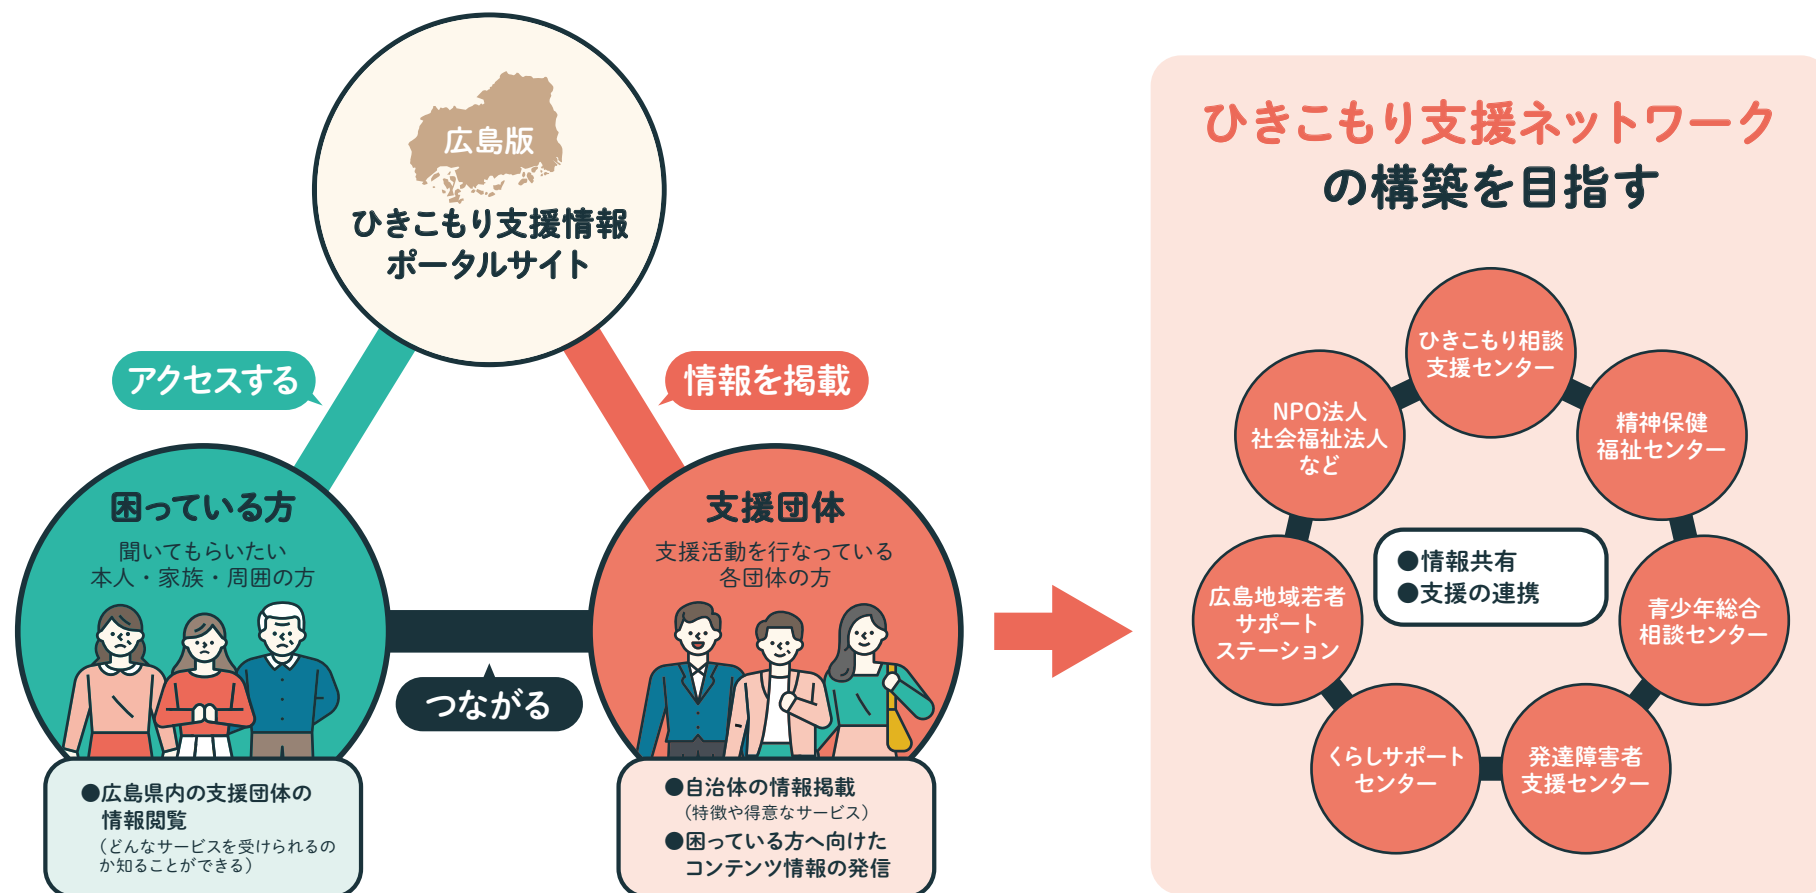 広島版
ひきこもり支援情報
ポータルサイト
アクセスする
情報を掲載
困っている方
聞いてもらいたい
本人・家族・周囲の方
支援団体
支援活動を行なっている
各団体の方
つながる
●広島県内の支援団体の
情報閲覧
（どんなサービスを受けられるの
か知ることができる）
●自治体の情報掲載
（特徴や得意なサービス）
●困っている方へ向けた
コンテンツ情報の発信
ひきこもり支援ネットワーク
の構築を目指す
ひきこもり相談
支援センター
精神保健
福祉センター
青少年総合
相談センター
発達障害者
支援センター
くらしサポート
センター
広島地域若者
サポート
ステーション
NPO法人
社会福祉法人
など
●情報共有
●支援の連携